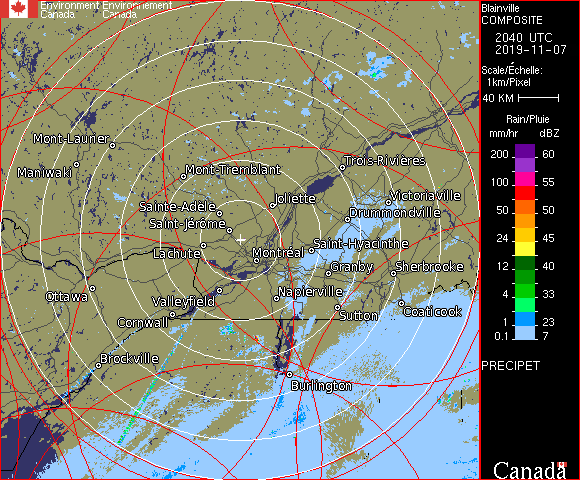 Environment Environnement
Canada Canada
Mont-Laurier
Maniwaki
Mont-Tremblant
Trois-Rivières
Sainte-Adèle
Joliette
Victoriaville
Saint-Jérôme
Drummondville
Lachute
Montréal
Saint-Hyacinthe
Granby
Sherbrooke
Ottawa
Valleyfield
Napierville
Cornwall
Sutton
Coaticook
Brockville
Burlington
Blainville
COMPOSITE
2040 UTC
2019-11-07
Scale/Échelle:
1km/Pixel
40 KM
Rain/Pluie
mm/hr dBZ
200 60
100 55
50 50
24 45
12 40
4 33
1 23
0.1 7
PRECIPET
Canada